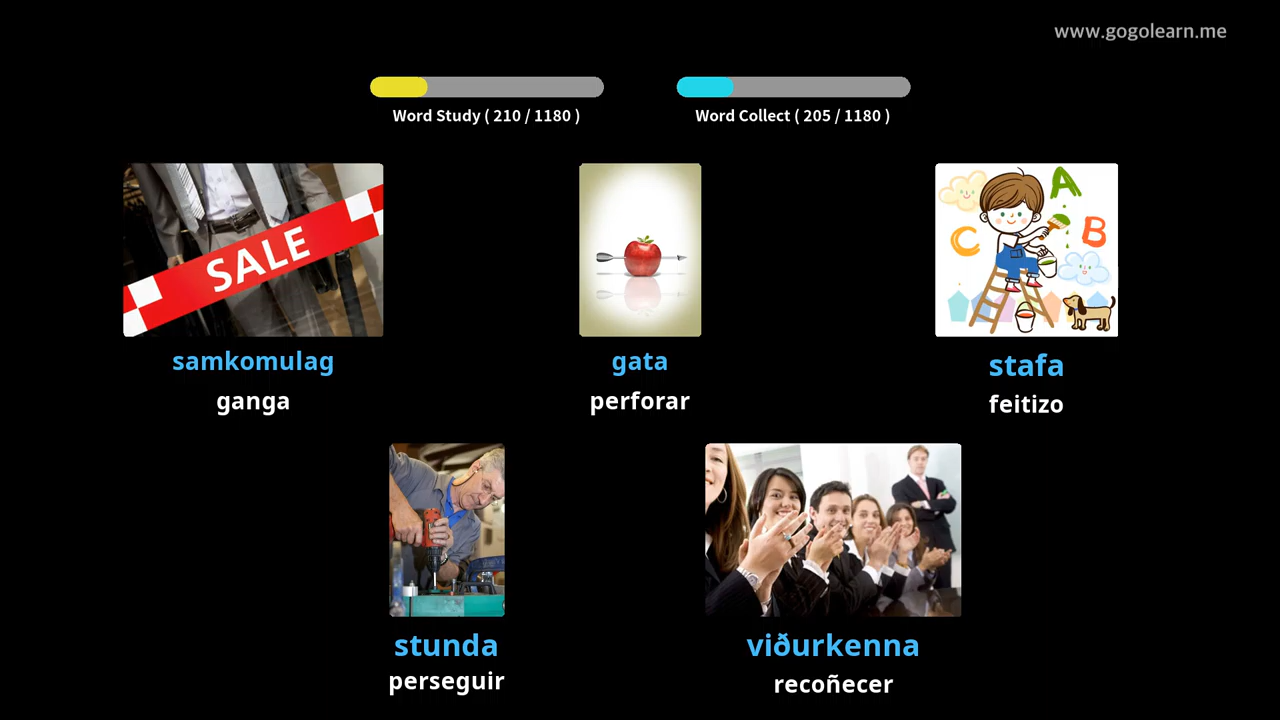 www.gogolearn.me
Word Study ( 210 / 1180 )
Word Collect ( 205 / 1180 )
SALE
A
B
C
samkomulag
ganga
gata
perforar
stafa
feitizo
stunda
perseguir
viðurkenna
recoñecer